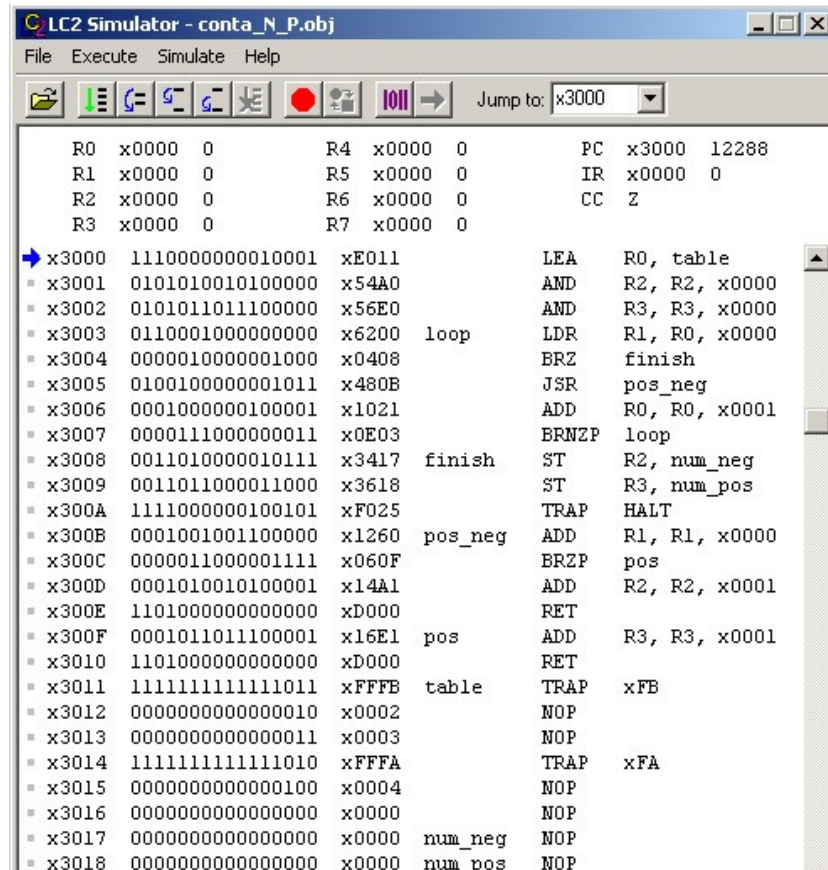 LC2 Simulator - conta_N_P.obj
File Execute Simulate Help
Jump to: x3000
R0 x0000 0 R4 x0000 0 PC x3000 12288
R1 x0000 0 R5 x0000 0 IR x0000 0
R2 x0000 0 R6 x0000 0 CC Z
R3 x0000 0 R7 x0000 0
x3000 1110000000010001 xE011 LEA R0, table
x3001 0101010010100000 x54A0 AND R2, R2, x0000
x3002 0101011011100000 x56E0 AND R3, R3, x0000
x3003 0110001000000000 x6200 loop LDR R1, R0, x0000
x3004 0000010000001000 x0408 BRZ finish
x3005 0100100000001011 x480B JSR pos_neg
x3006 0001000000100001 x1021 ADD R0, R0, x0001
x3007 0000111000000011 x0E03 BRNZP loop
x3008 0011010000010111 x3417 finish ST R2, num_neg
x3009 0011011000011000 x3618 ST R3, num_pos
x300A 1111000000100101 xF025 TRAP HALT
x300B 0001001001100000 x1260 pos_neg ADD R1, R1, x0000
x300C 0000011000001111 x060F BRZP pos
x300D 0001010010100001 x14A1 ADD R2, R2, x0001
x300E 1101000000000000 xD000 RET
x300F 0001011011100001 x16E1 pos ADD R3, R3, x0001
x3010 1101000000000000 xD000 RET
x3011 1111111111111011 xFFFB table TRAP xFB
x3012 0000000000000010 x0002 NOP
x3013 0000000000000011 x0003 NOP
x3014 1111111111111010 xFFFA TRAP xFA
x3015 0000000000000100 x0004 NOP
x3016 0000000000000000 x0000 NOP
x3017 0000000000000000 x0000 num_neg NOP
x3018 0000000000000000 x0000 num_pos NOP